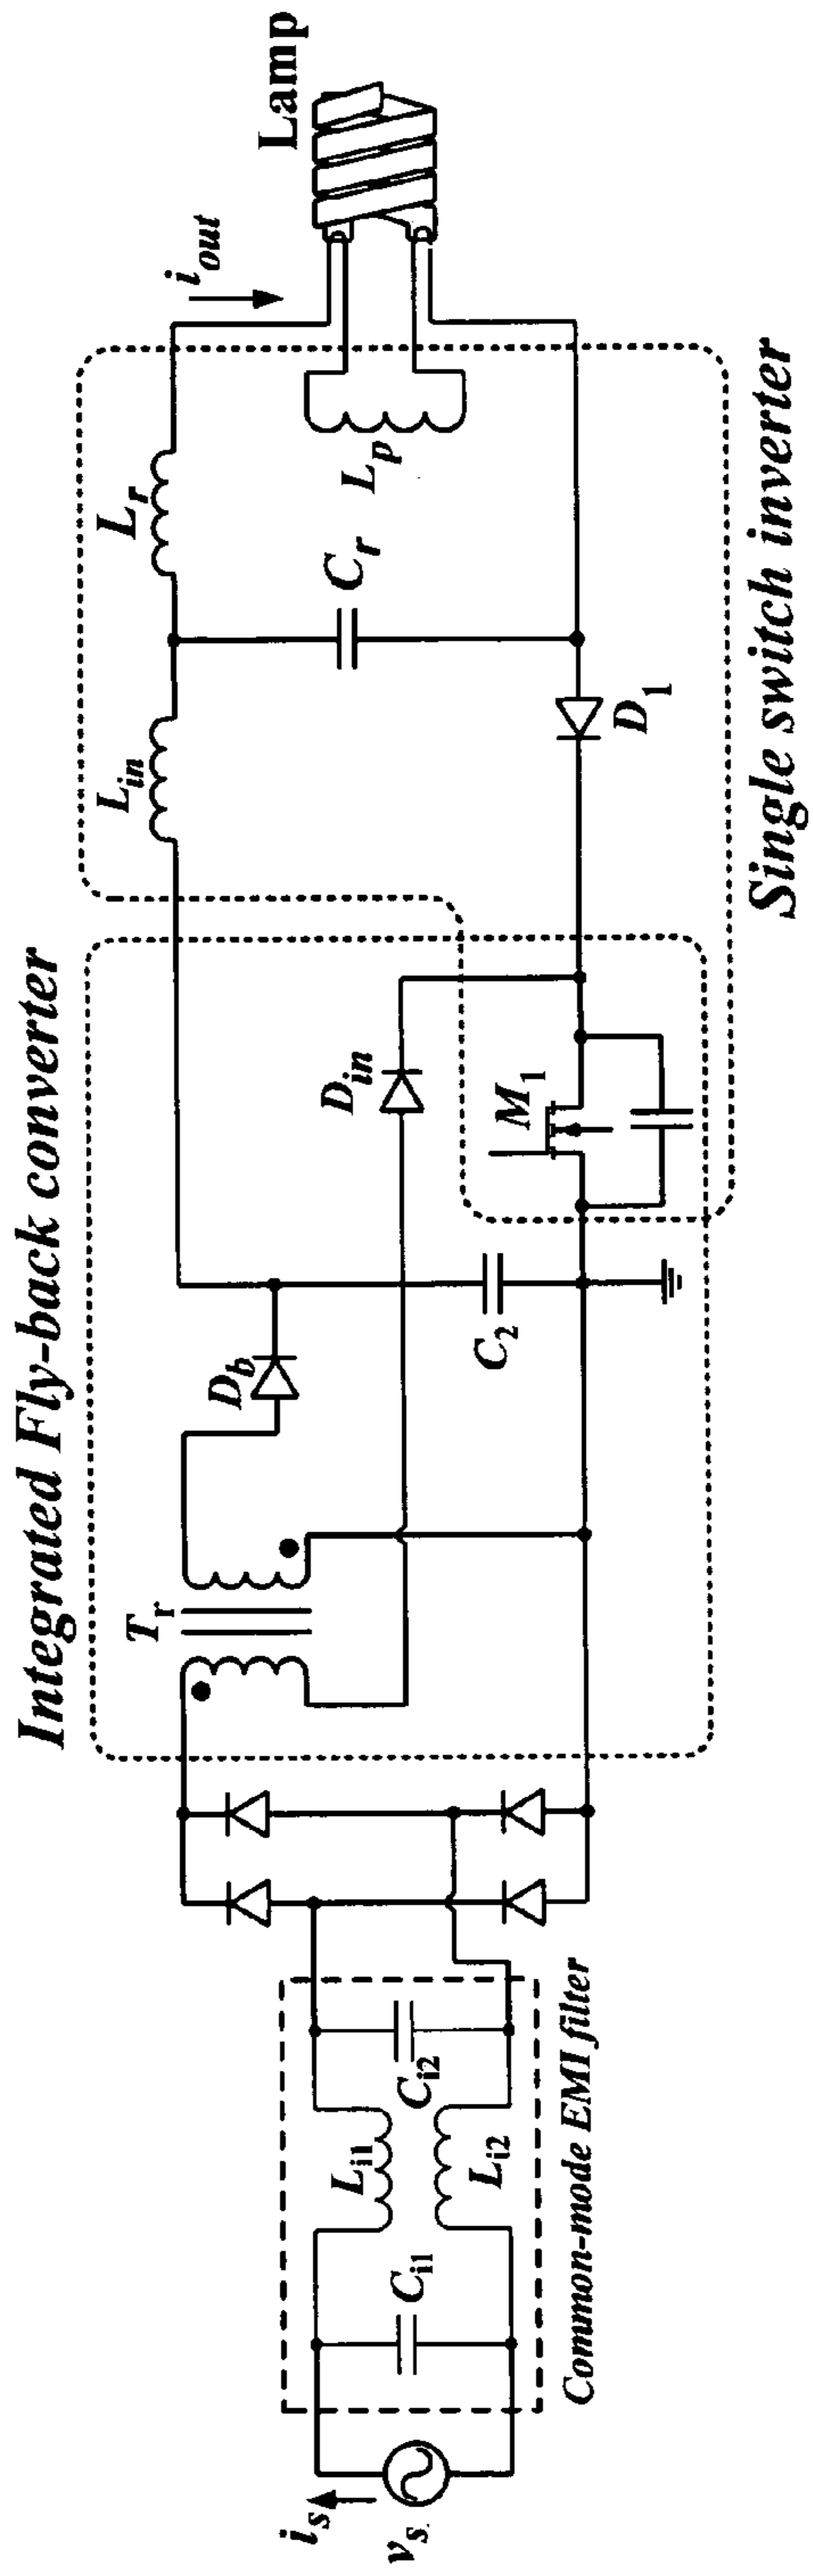 Integrated Fly-back converter
Single switch inverter
Common-mode EMI filter
i_s
v_s
C_i1
L_i1
L_i2
C_i2
T_r
D_b
C_2
D_in
M_1
L_in
D_1
L_r
C_r
L_p
i_out
Lamp